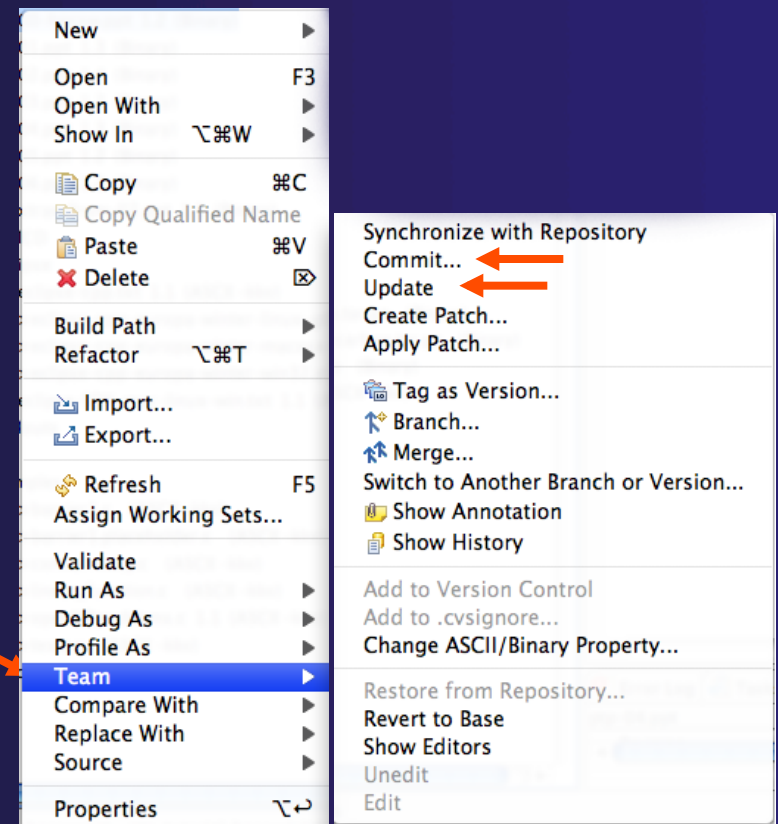 New
Open F3
Open With
Show In ⌥⌘W
Copy ⌘C
Copy Qualified Name
Paste ⌘V
Delete ⌦
Build Path
Refactor ⌥⌘T
Import...
Export...
Refresh F5
Assign Working Sets...
Validate
Run As
Debug As
Profile As
Team
Compare With
Replace With
Source
Properties ⌥↩
Synchronize with Repository
Commit...
Update
Create Patch...
Apply Patch...
Tag as Version...
Branch...
Merge...
Switch to Another Branch or Version...
Show Annotation
Show History
Add to Version Control
Add to .cvsignore...
Change ASCII/Binary Property...
Restore from Repository...
Revert to Base
Show Editors
Unedit
Edit